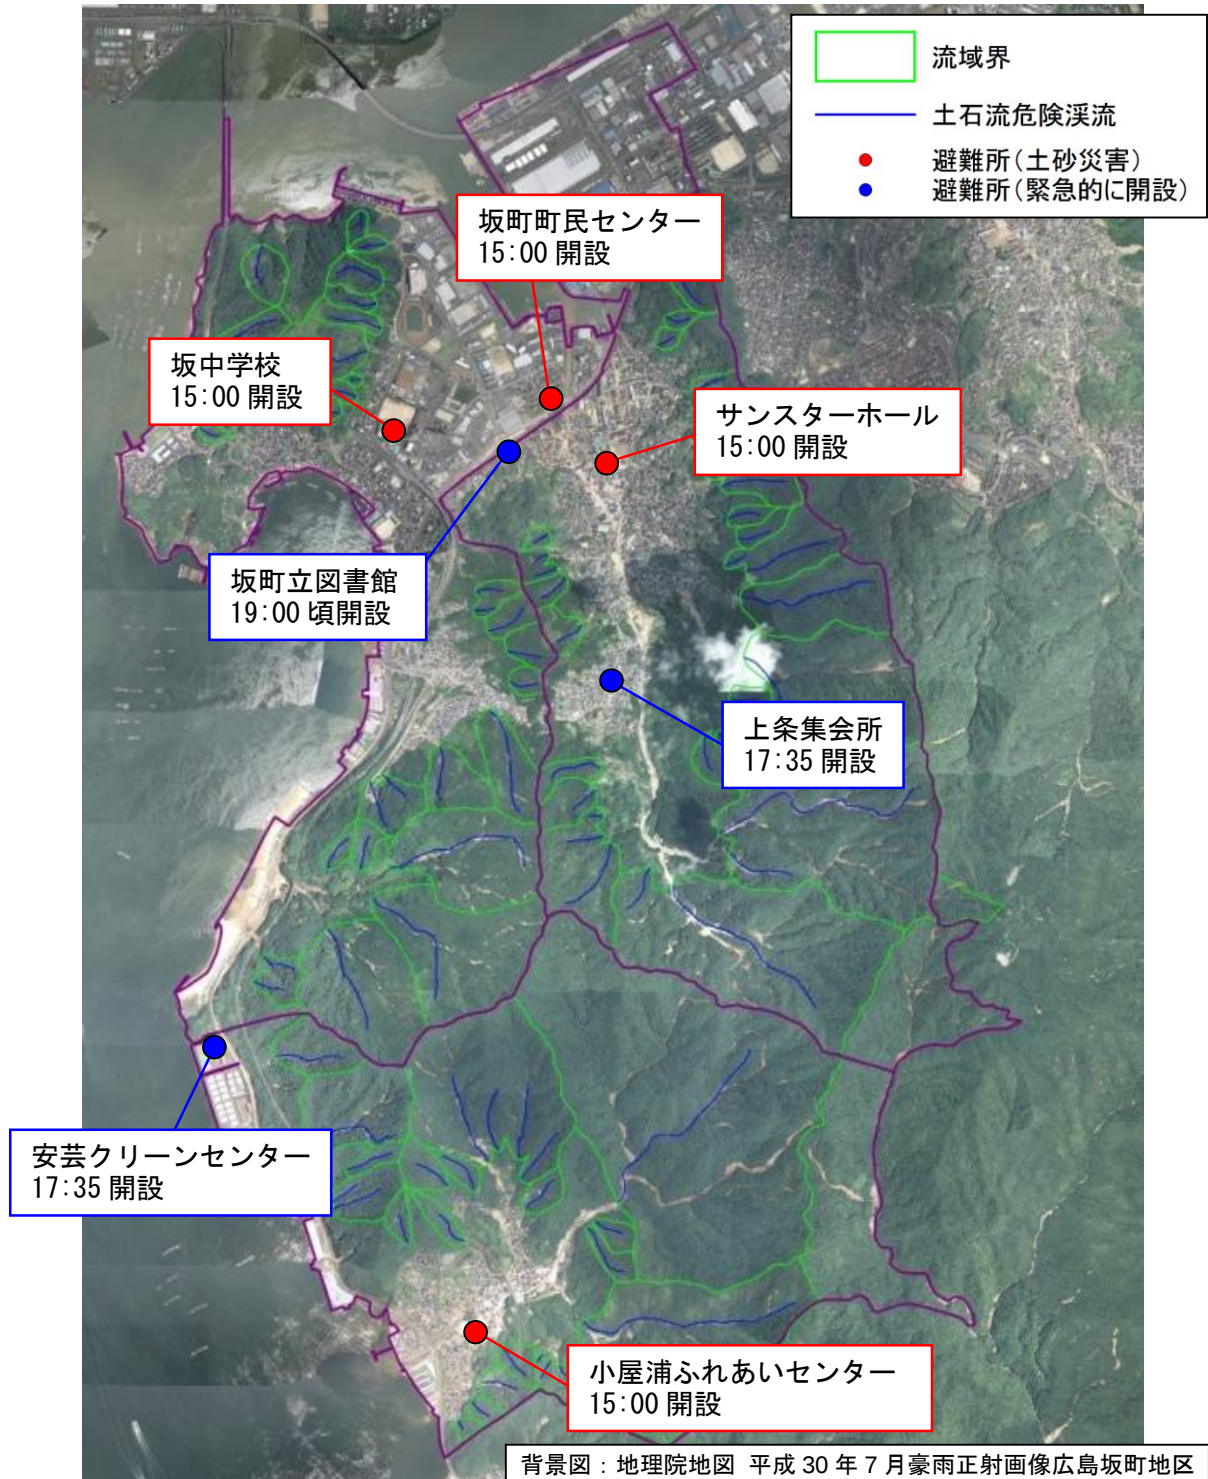 流域界
土石流危険渓流
避難所(土砂災害)
避難所(緊急的に開設)
坂町町民センター
15:00 開設
坂中学校
15:00 開設
サンスターホール
15:00 開設
坂町立図書館
19:00 頃開設
上条集会所
17:35 開設
安芸クリーンセンター
17:35 開設
小屋浦ふれあいセンター
15:00 開設
背景図：地理院地図 平成 30 年 7 月豪雨正射画像広島坂町地区